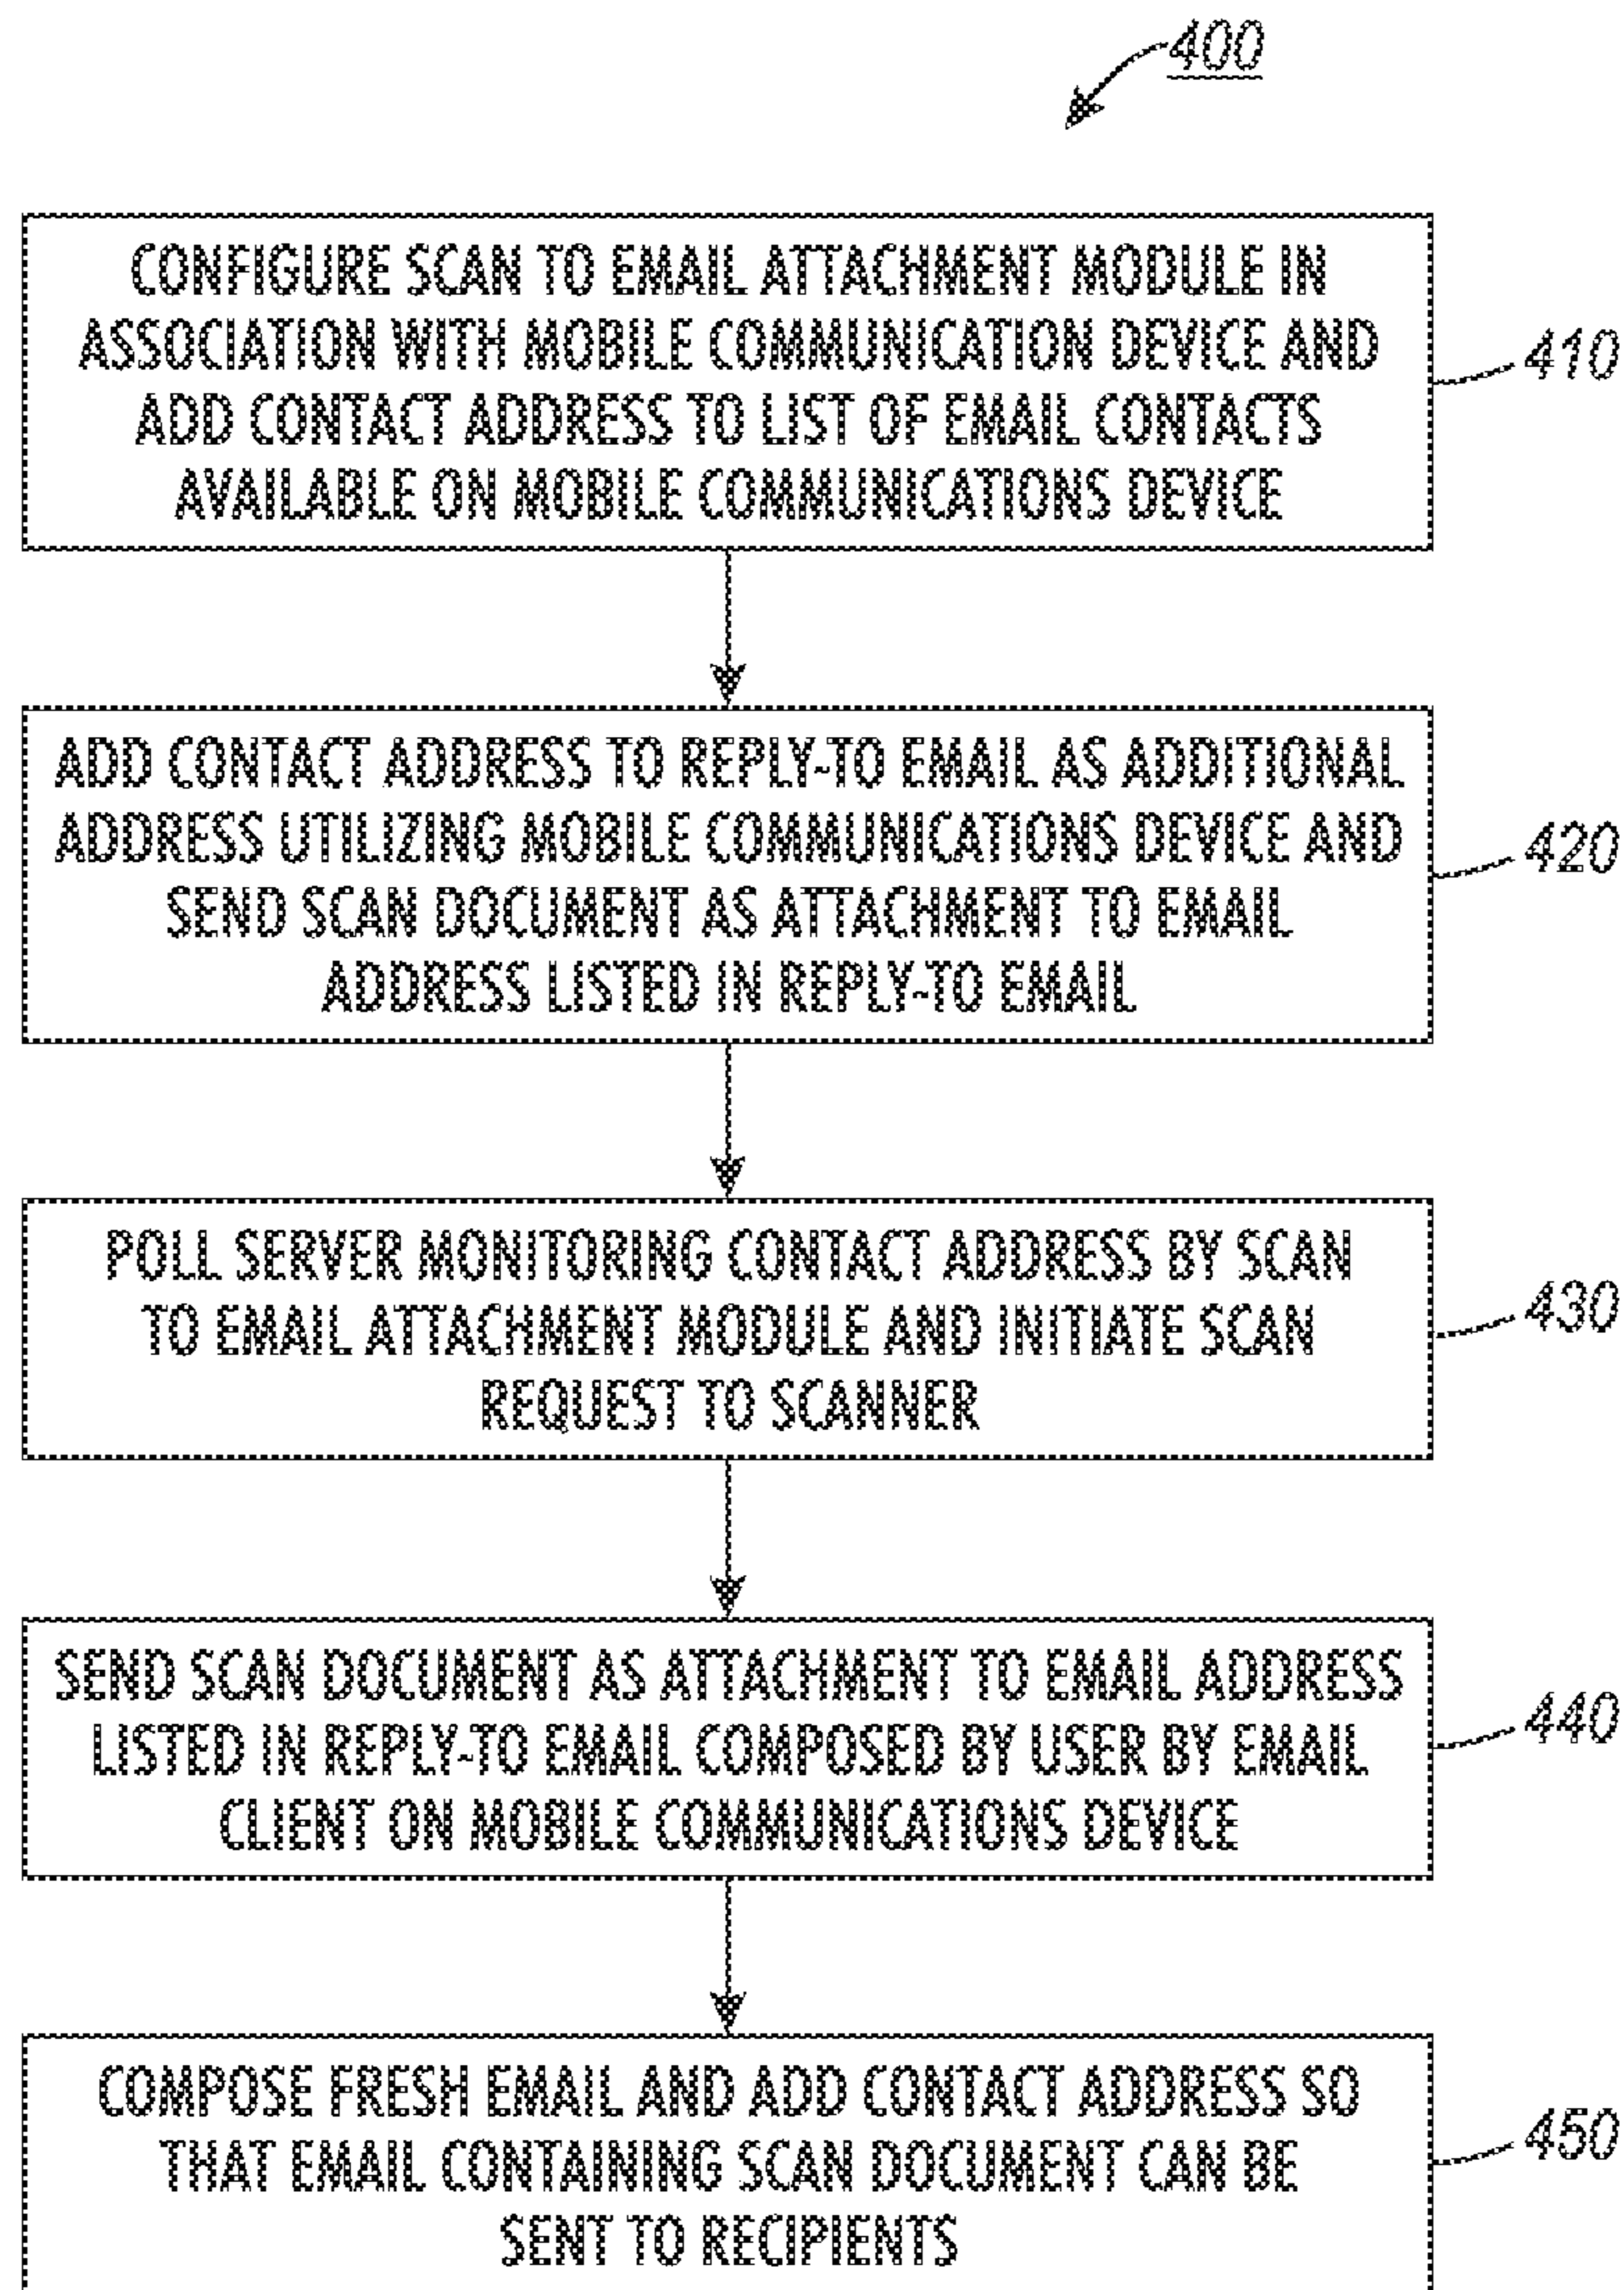 400
CONFIGURE SCAN TO EMAIL ATTACHMENT MODULE IN
ASSOCIATION WITH MOBILE COMMUNICATION DEVICE AND
ADD CONTACT ADDRESS TO LIST OF EMAIL CONTACTS
AVAILABLE ON MOBILE COMMUNICATIONS DEVICE
410
ADD CONTACT ADDRESS TO REPLY-TO EMAIL AS ADDITIONAL
ADDRESS UTILIZING MOBILE COMMUNICATIONS DEVICE AND
SEND SCAN DOCUMENT AS ATTACHMENT TO EMAIL
ADDRESS LISTED IN REPLY-TO EMAIL
420
POLL SERVER MONITORING CONTACT ADDRESS BY SCAN
TO EMAIL ATTACHMENT MODULE AND INITIATE SCAN
REQUEST TO SCANNER
430
SEND SCAN DOCUMENT AS ATTACHMENT TO EMAIL ADDRESS
LISTED IN REPLY-TO EMAIL COMPOSED BY USER BY EMAIL
CLIENT ON MOBILE COMMUNICATIONS DEVICE
440
COMPOSE FRESH EMAIL AND ADD CONTACT ADDRESS SO
THAT EMAIL CONTAINING SCAN DOCUMENT CAN BE
SENT TO RECIPIENTS
450